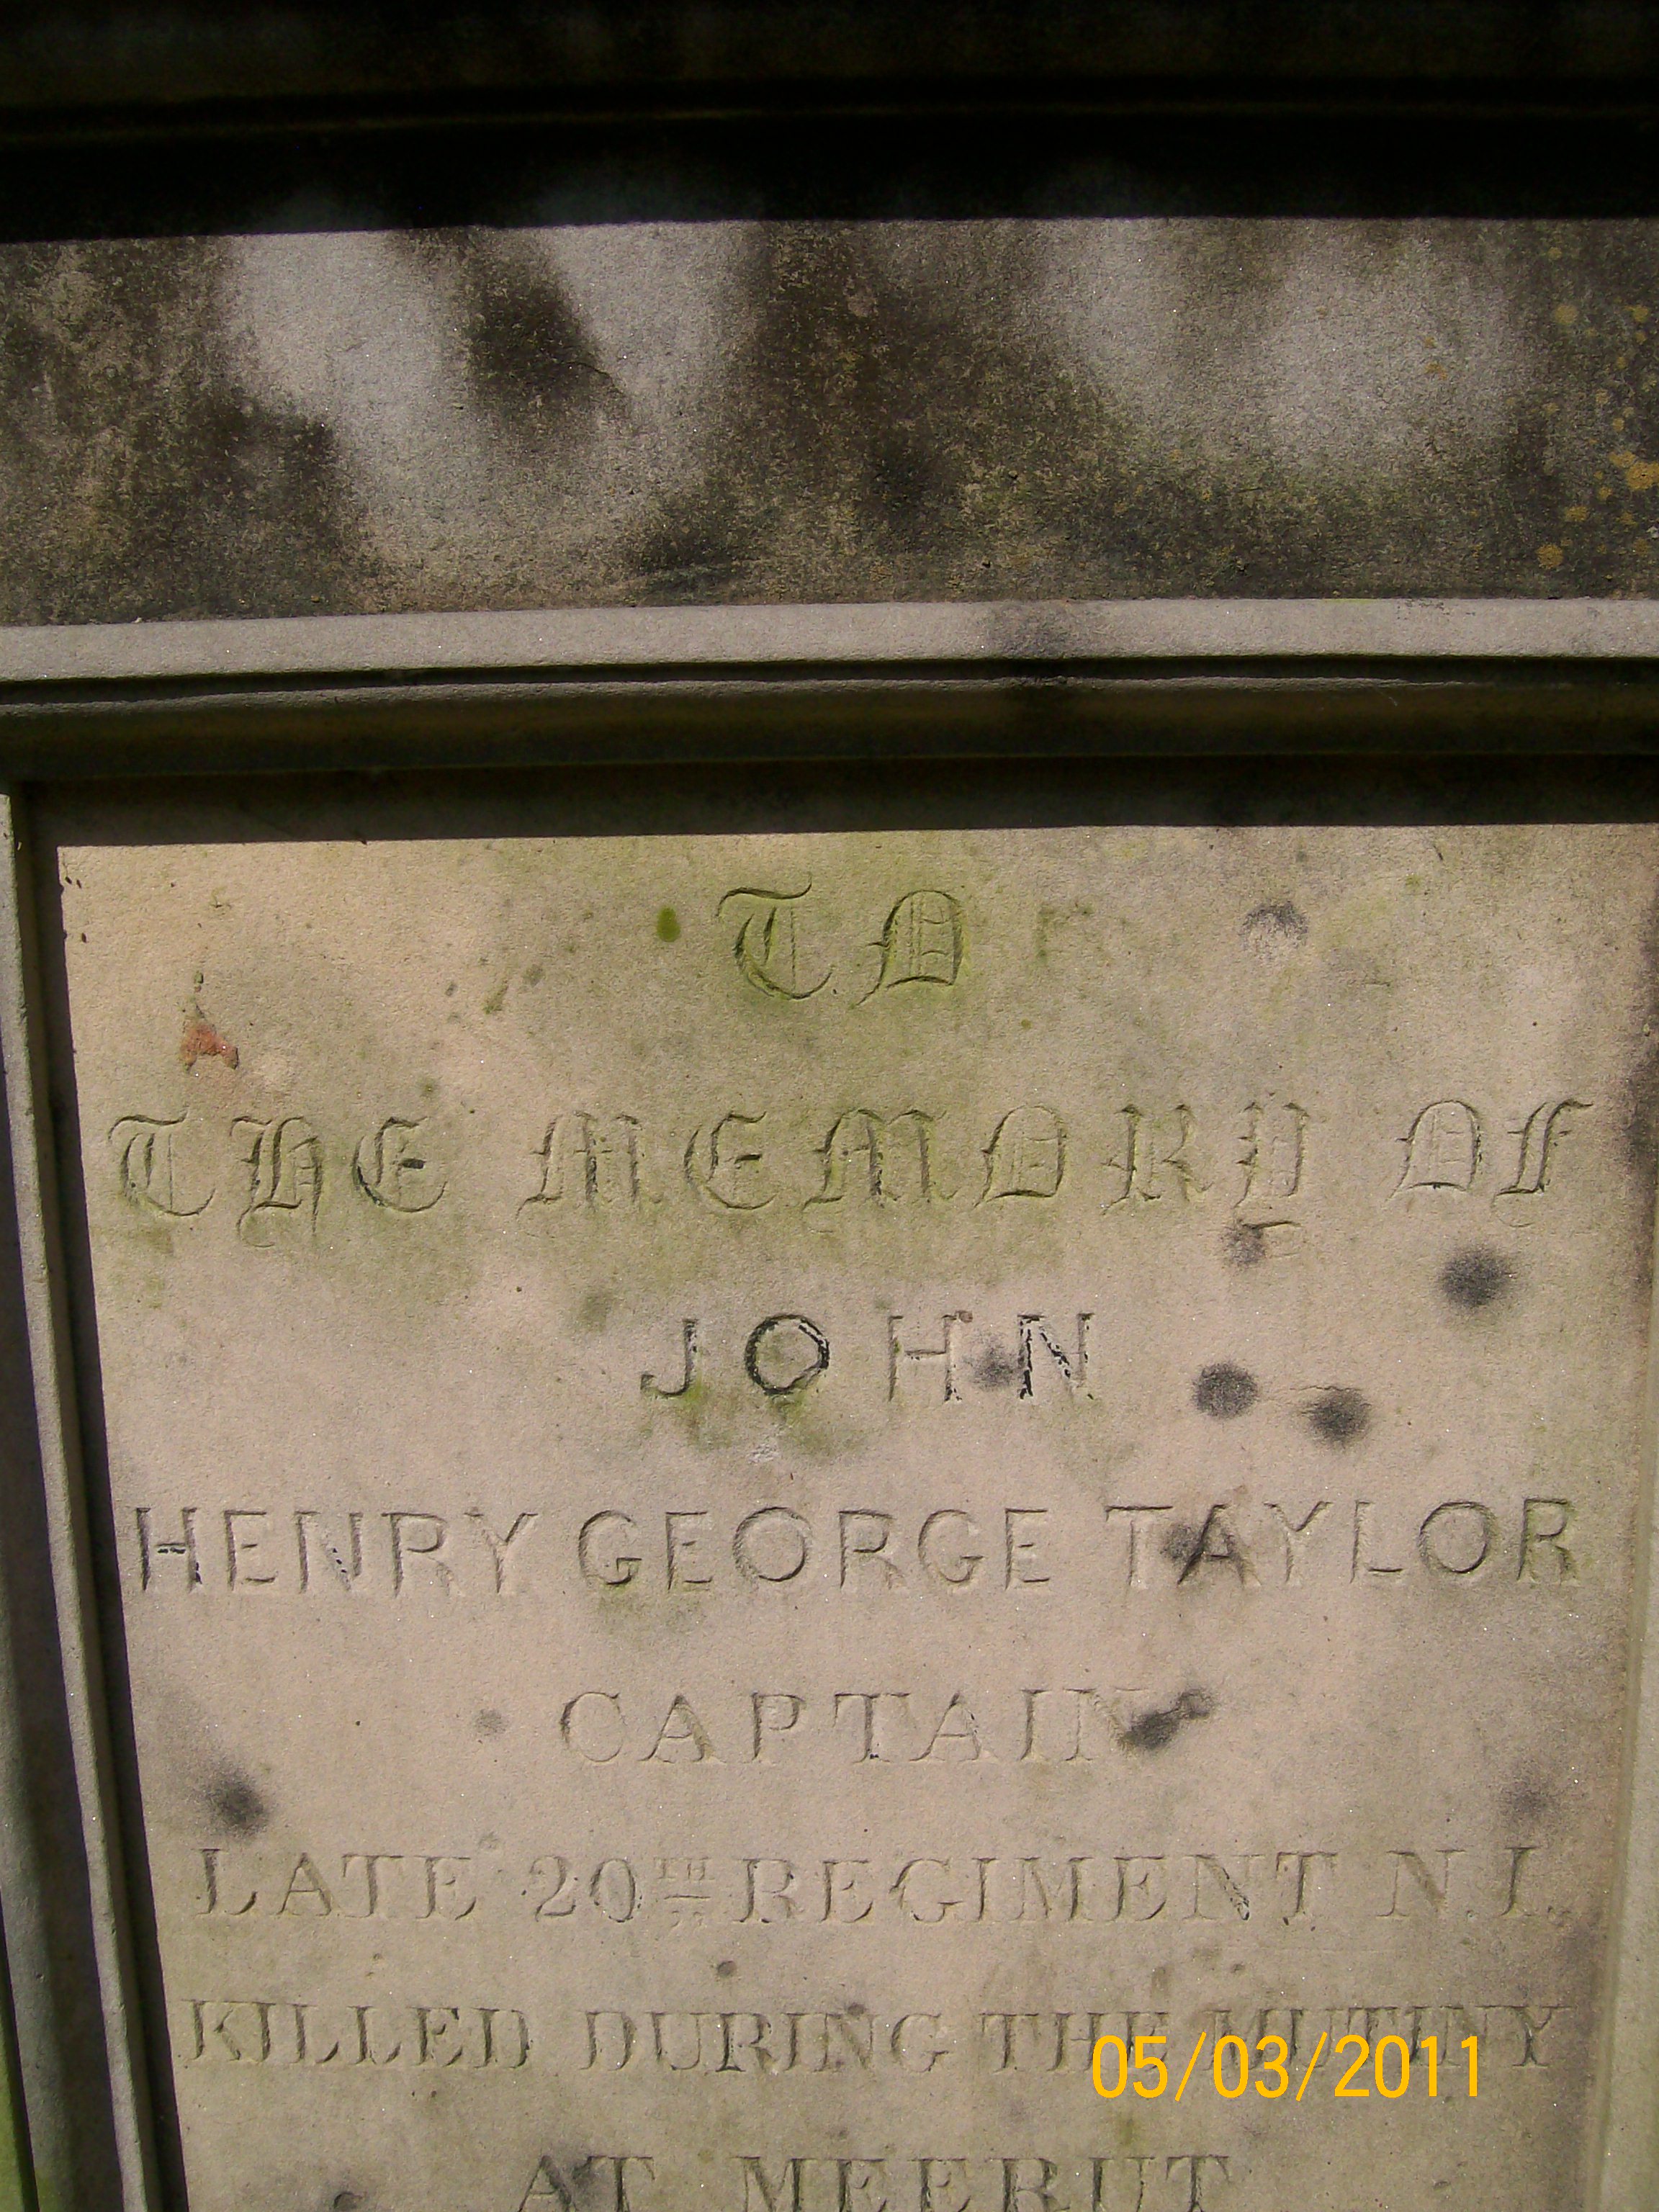 TO
THE MEMORY OF
JOHN
HENRY GEORGE TAYLOR
CAPTAIN
LATE 20TH REGIMENT N.I.
KILLED DURING THE MUTINY
05/03/2011
AT MEERUT